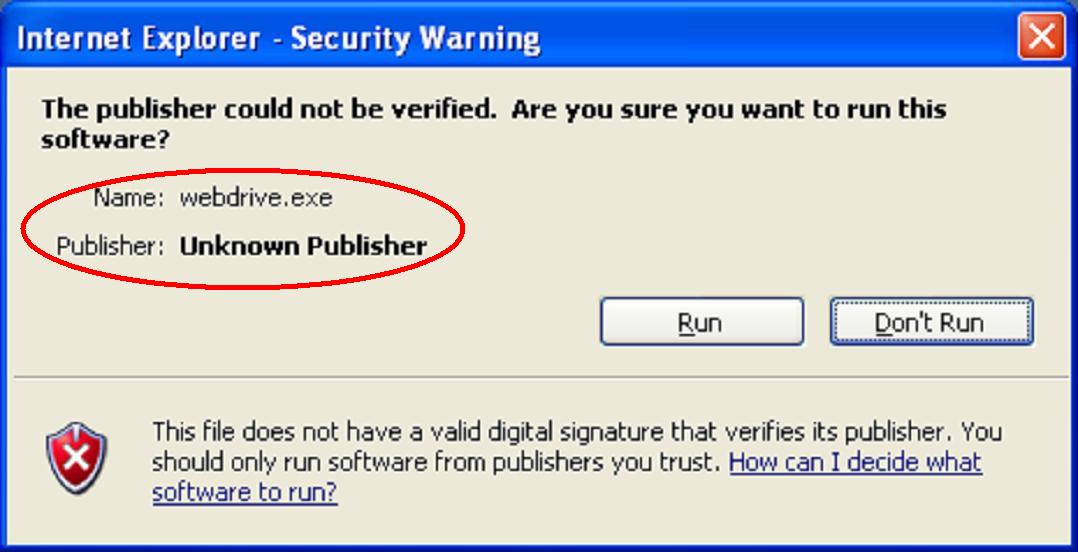 Internet Explorer - Security Warning
The publisher could not be verified. Are you sure you want to run this
software?
Name: webdrive.exe
Publisher: Unknown Publisher
Run Don't Run
This file does not have a valid digital signature that verifies its publisher. You
should only run software from publishers you trust. How can I decide what
software to run?